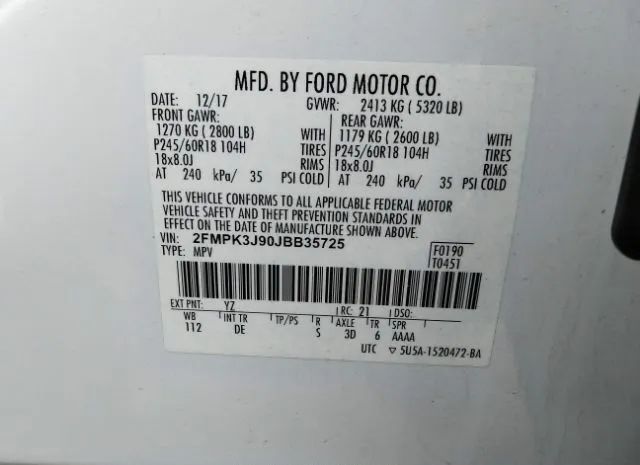 MFD. BY FORD MOTOR CO.
DATE: 12/17 GVWR: 2413 KG ( 5320 LB)
FRONT GAWR: REAR GAWR:
1270 KG ( 2800 LB) WITH 1179 KG ( 2600 LB) WITH
P245/60R18 104H TIRES P245/60R18 104H TIRES
18x8.0J RIMS 18x8.0J RIMS
AT 240 kPa/ 35 PSI COLD AT 240 kPa/ 35 PSI COLD
THIS VEHICLE CONFORMS TO ALL APPLICABLE FEDERAL MOTOR
VEHICLE SAFETY AND THEFT PREVENTION STANDARDS IN
EFFECT ON THE DATE OF MANUFACTURE SHOWN ABOVE.
VIN: 2FMPK3J90JBB35725
TYPE: MPV
F0190
T0451
EXT PNT: YZ RC: 21 DSO:
WB INT TR TP/PS R AXLE TR SPR
112 DE S 3D 6 AAAA
UTC ▽ 5U5A-1520472-BA